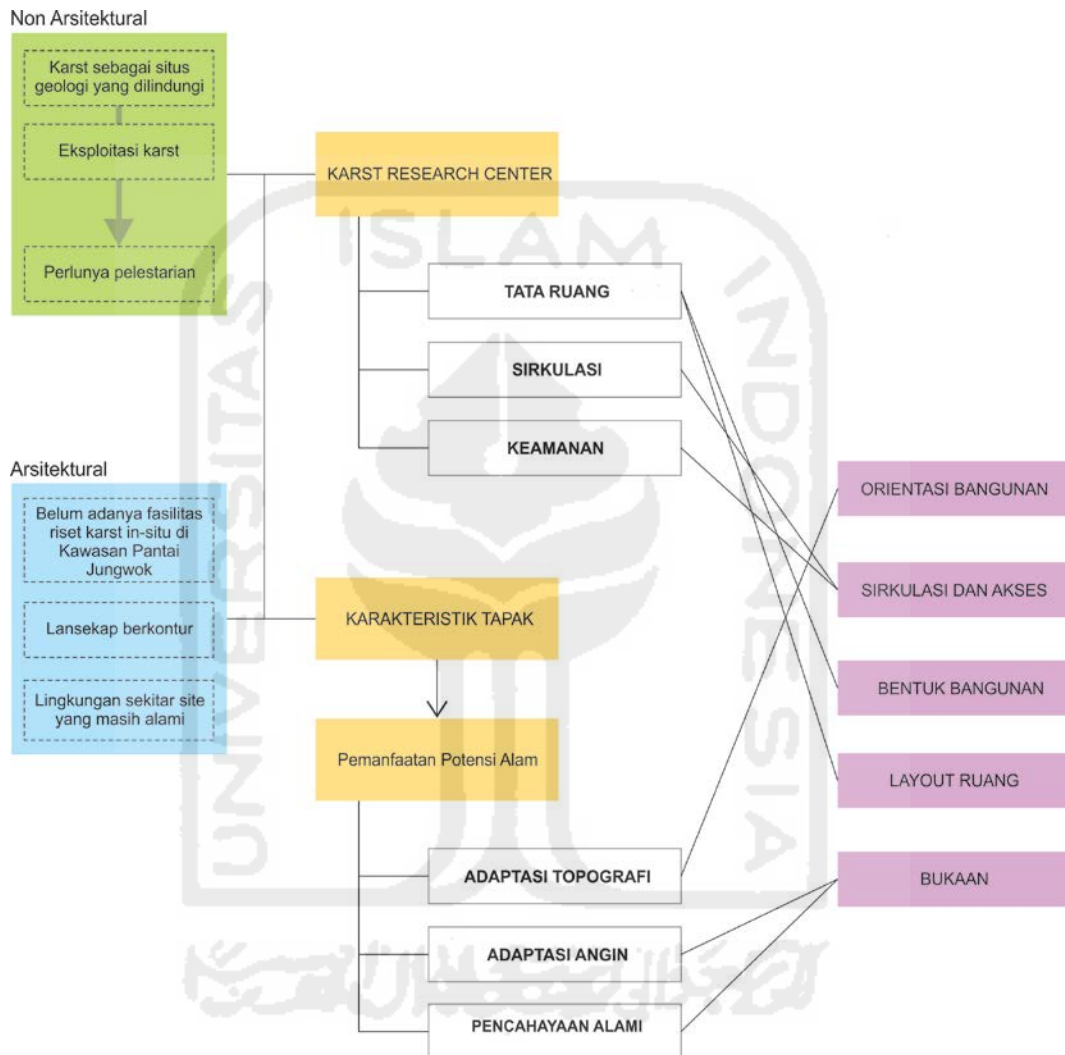 Non Arsitektural
Karst sebagai situs
geologi yang dilindungi
Eksploitasi karst
Perlunya pelestarian
KARST RESEARCH CENTER
TATA RUANG
SIRKULASI
KEAMANAN
Arsitektural
Belum adanya fasilitas
riset karst in-situ di
Kawasan Pantai
Jungwok
Lansekap berkontur
Lingkungan sekitar site
yang masih alami
KARAKTERISTIK TAPAK
Pemanfaatan Potensi Alam
ADAPTASI TOPOGRAFI
ADAPTASI ANGIN
PENCAHAYAAN ALAMI
ORIENTASI BANGUNAN
SIRKULASI DAN AKSES
BENTUK BANGUNAN
LAYOUT RUANG
BUKAAN
UNIVERSITAS
ISLAM
INDONESIA